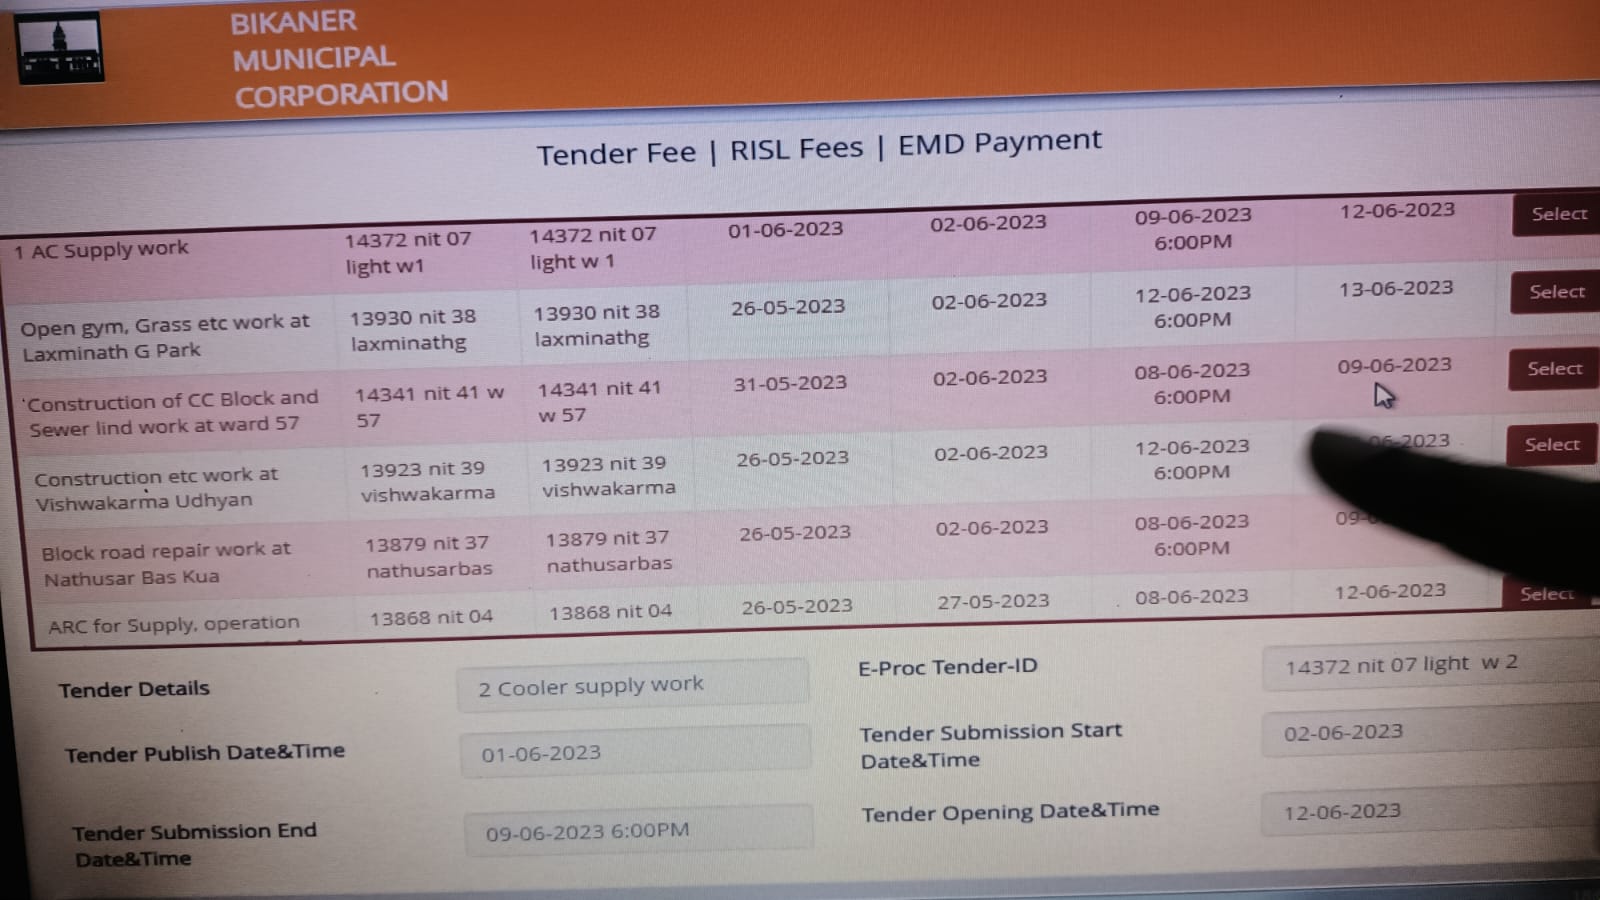 BIKANER
MUNICIPAL
CORPORATION
Tender Fee | RISL Fees | EMD Payment
1 AC Supply work 14372 nit 07 14372 nit 07 01-06-2023 02-06-2023 09-06-2023 12-06-2023 Select
light w1 light w 1 6:00PM
Open gym, Grass etc work at 13930 nit 38 13930 nit 38 26-05-2023 02-06-2023 12-06-2023 13-06-2023 Select
Laxminath G Park laxminathg laxminathg 6:00PM
'Construction of CC Block and 14341 nit 41 w 14341 nit 41 31-05-2023 02-06-2023 08-06-2023 09-06-2023 Select
Sewer lind work at ward 57 57 w 57 6:00PM
Construction etc work at 13923 nit 39 13923 nit 39 26-05-2023 02-06-2023 12-06-2023 Select
Vishwakarma Udhyan vishwakarma vishwakarma 6:00PM
Block road repair work at 13879 nit 37 13879 nit 37 26-05-2023 02-06-2023 08-06-2023
Nathusar Bas Kua nathusarbas nathusarbas 6:00PM
ARC for Supply, operation 13868 nit 04 13868 nit 04 26-05-2023 27-05-2023 08-06-2023 12-06-2023 Select
Tender Details 2 Cooler supply work E-Proc Tender-ID 14372 nit 07 light w 2
Tender Publish Date&Time 01-06-2023 Tender Submission Start 02-06-2023
Date&Time
Tender Submission End 09-06-2023 6:00PM Tender Opening Date&Time 12-06-2023
Date&Time